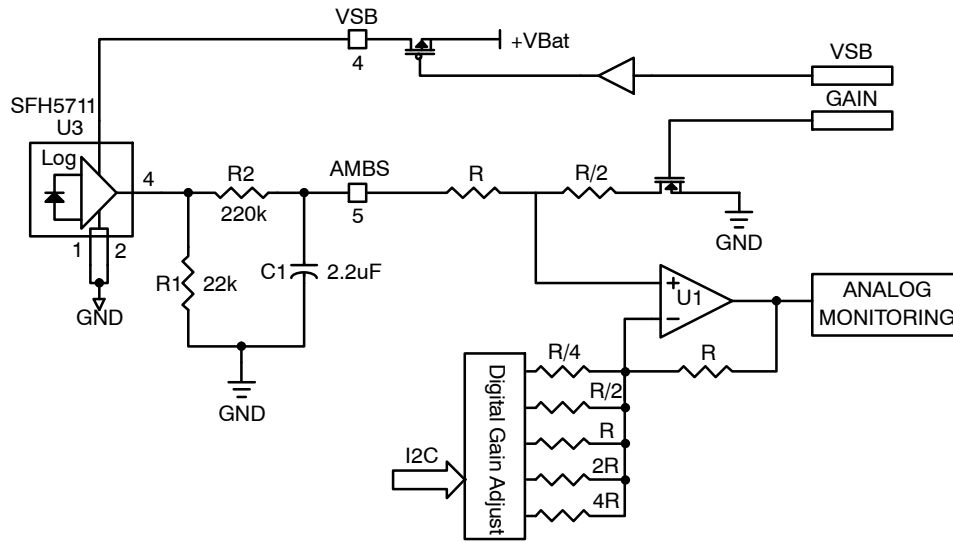 VSB
4
+VBat
VSB
GAIN
SFH5711
U3
Log
4
1
2
GND
R2
220k
AMBS
5
R
R/2
GND
R1
22k
C1
2.2uF
GND
+
U1
−
ANALOG
MONITORING
R
R/4
R/2
R
2R
4R
Digital Gain Adjust
I2C